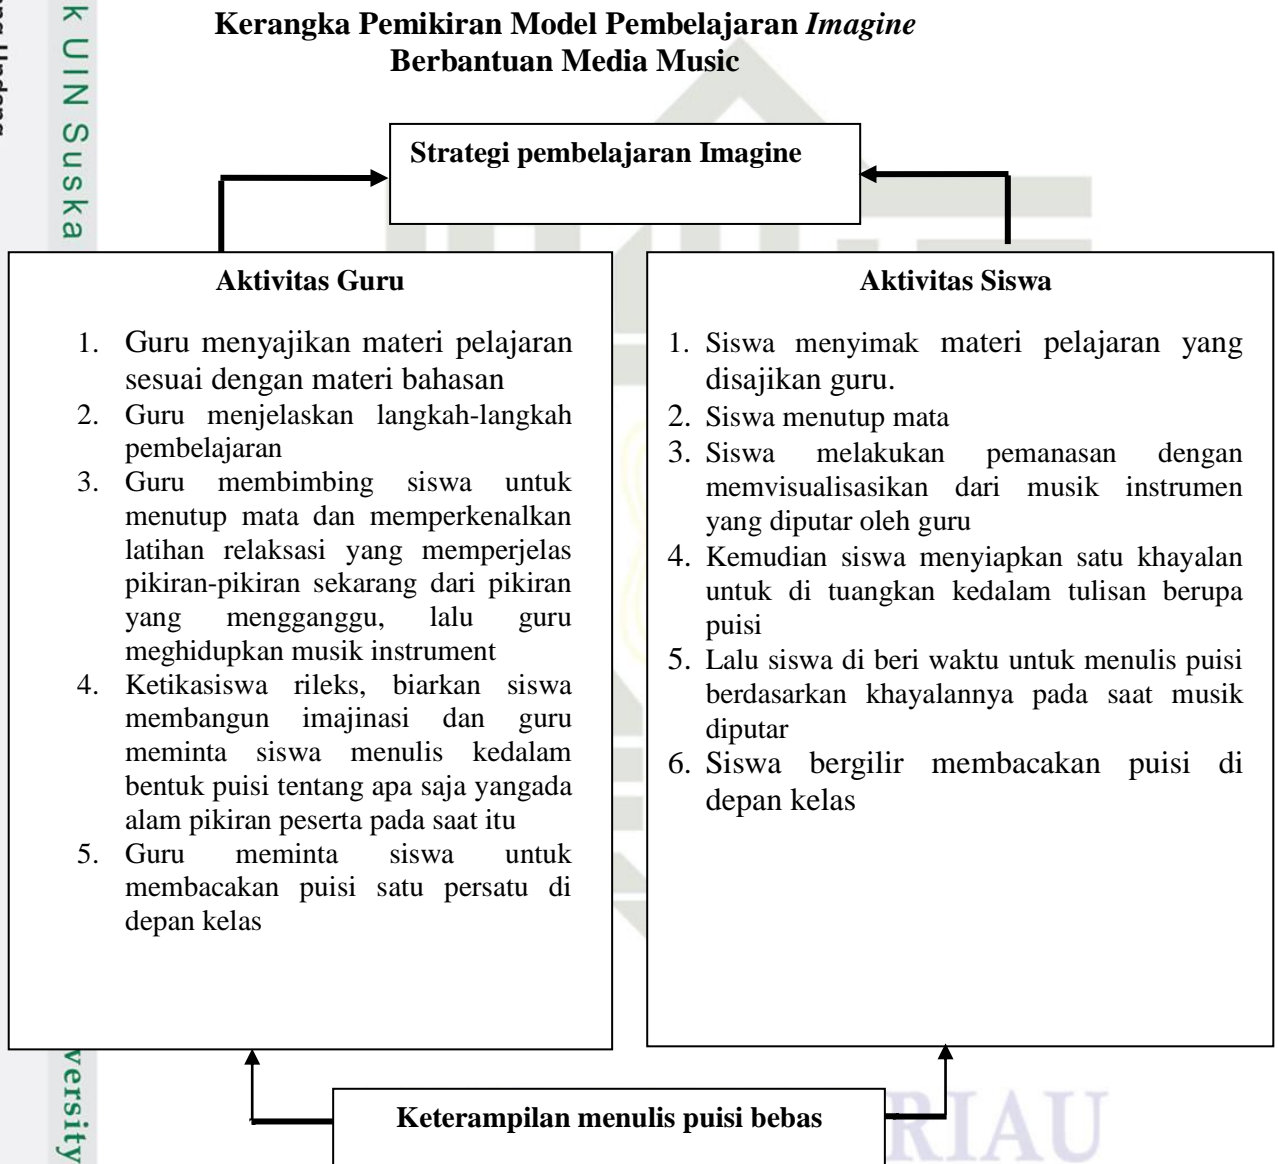 Kerangka Pemikiran Model Pembelajaran Imagine
Berbantuan Media Music
Strategi pembelajaran Imagine
Aktivitas Guru
1. Guru menyajikan materi pelajaran
sesuai dengan materi bahasan
2. Guru menjelaskan langkah-langkah
pembelajaran
3. Guru membimbing siswa untuk
menutup mata dan memperkenalkan
latihan relaksasi yang memperjelas
pikiran-pikiran sekarang dari pikiran
yang mengganggu, lalu guru
meghidupkan musik instrument
4. Ketikasiswa rileks, biarkan siswa
membangun imajinasi dan guru
meminta siswa menulis kedalam
bentuk puisi tentang apa saja yangada
alam pikiran peserta pada saat itu
5. Guru meminta siswa untuk
membacakan puisi satu persatu di
depan kelas
Aktivitas Siswa
1. Siswa menyimak materi pelajaran yang
disajikan guru.
2. Siswa menutup mata
3. Siswa melakukan pemanasan dengan
memvisualisasikan dari musik instrumen
yang diputar oleh guru
4. Kemudian siswa menyiapkan satu khayalan
untuk di tuangkan kedalam tulisan berupa
puisi
5. Lalu siswa di beri waktu untuk menulis puisi
berdasarkan khayalannya pada saat musik
diputar
6. Siswa bergilir membacakan puisi di
depan kelas
Keterampilan menulis puisi bebas
k UIN Suska
versity
RIAU